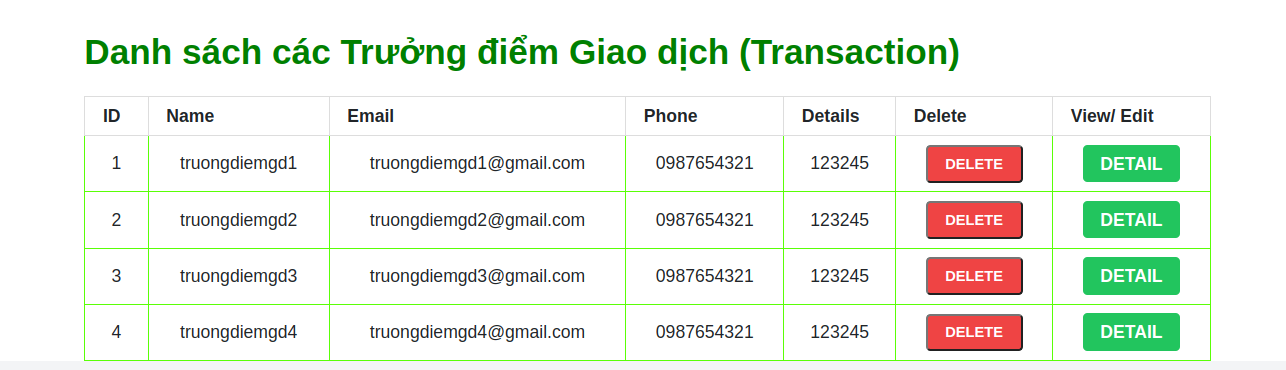 Danh sách các Trưởng điểm Giao dịch (Transaction)
ID Name Email Phone Details Delete View/ Edit
1 truongdiemgd1 truongdiemgd1@gmail.com 0987654321 123245 DELETE DETAIL
2 truongdiemgd2 truongdiemgd2@gmail.com 0987654321 123245 DELETE DETAIL
3 truongdiemgd3 truongdiemgd3@gmail.com 0987654321 123245 DELETE DETAIL
4 truongdiemgd4 truongdiemgd4@gmail.com 0987654321 123245 DELETE DETAIL